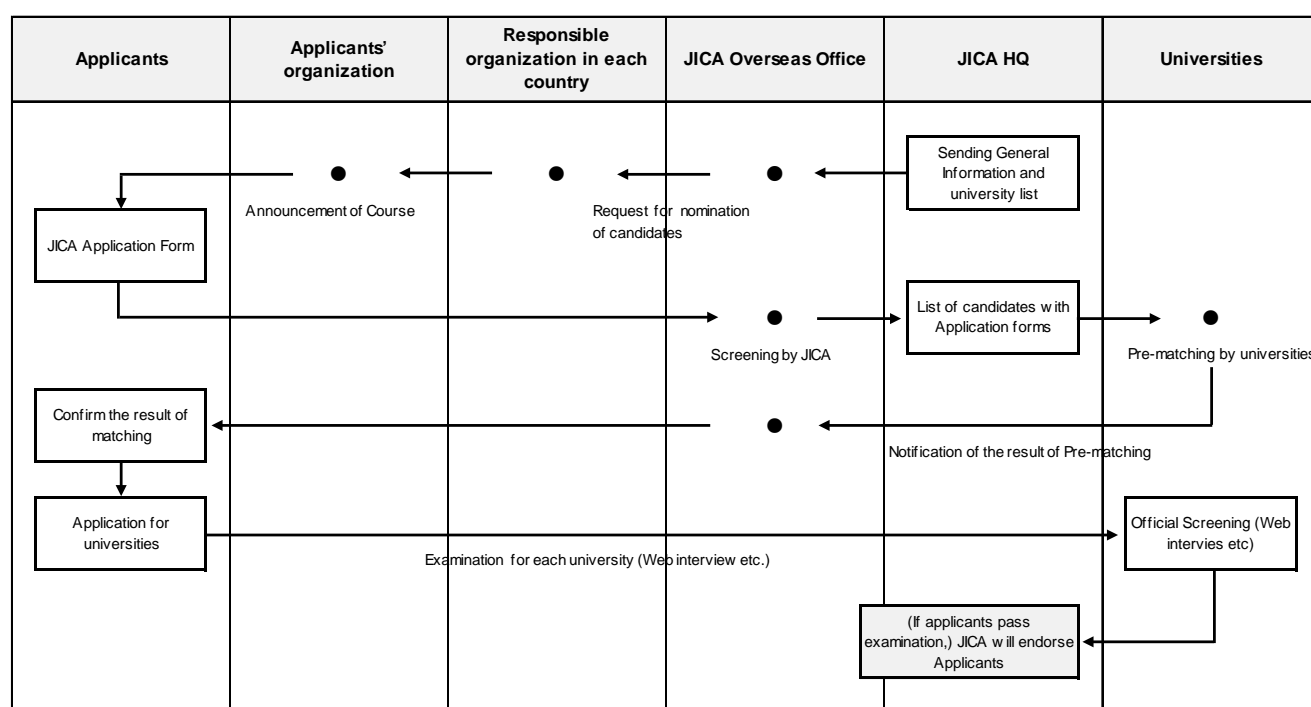 Applicants
Applicants'
organization
Responsible
organization in each
country
JICA Overseas Office
JICA HQ
Universities
Sending General
Information and
university list
Announcement of Course
Request for nomination
of candidates
JICA Application Form
List of candidates with
Application forms
Screening by JICA
Pre-matching by universities
Confirm the result of
matching
Notification of the result of Pre-matching
Application for
universities
Official Screening (Web
intervies etc)
Examination for each university (Web interview etc.)
(If applicants pass
examination,) JICA will endorse
Applicants